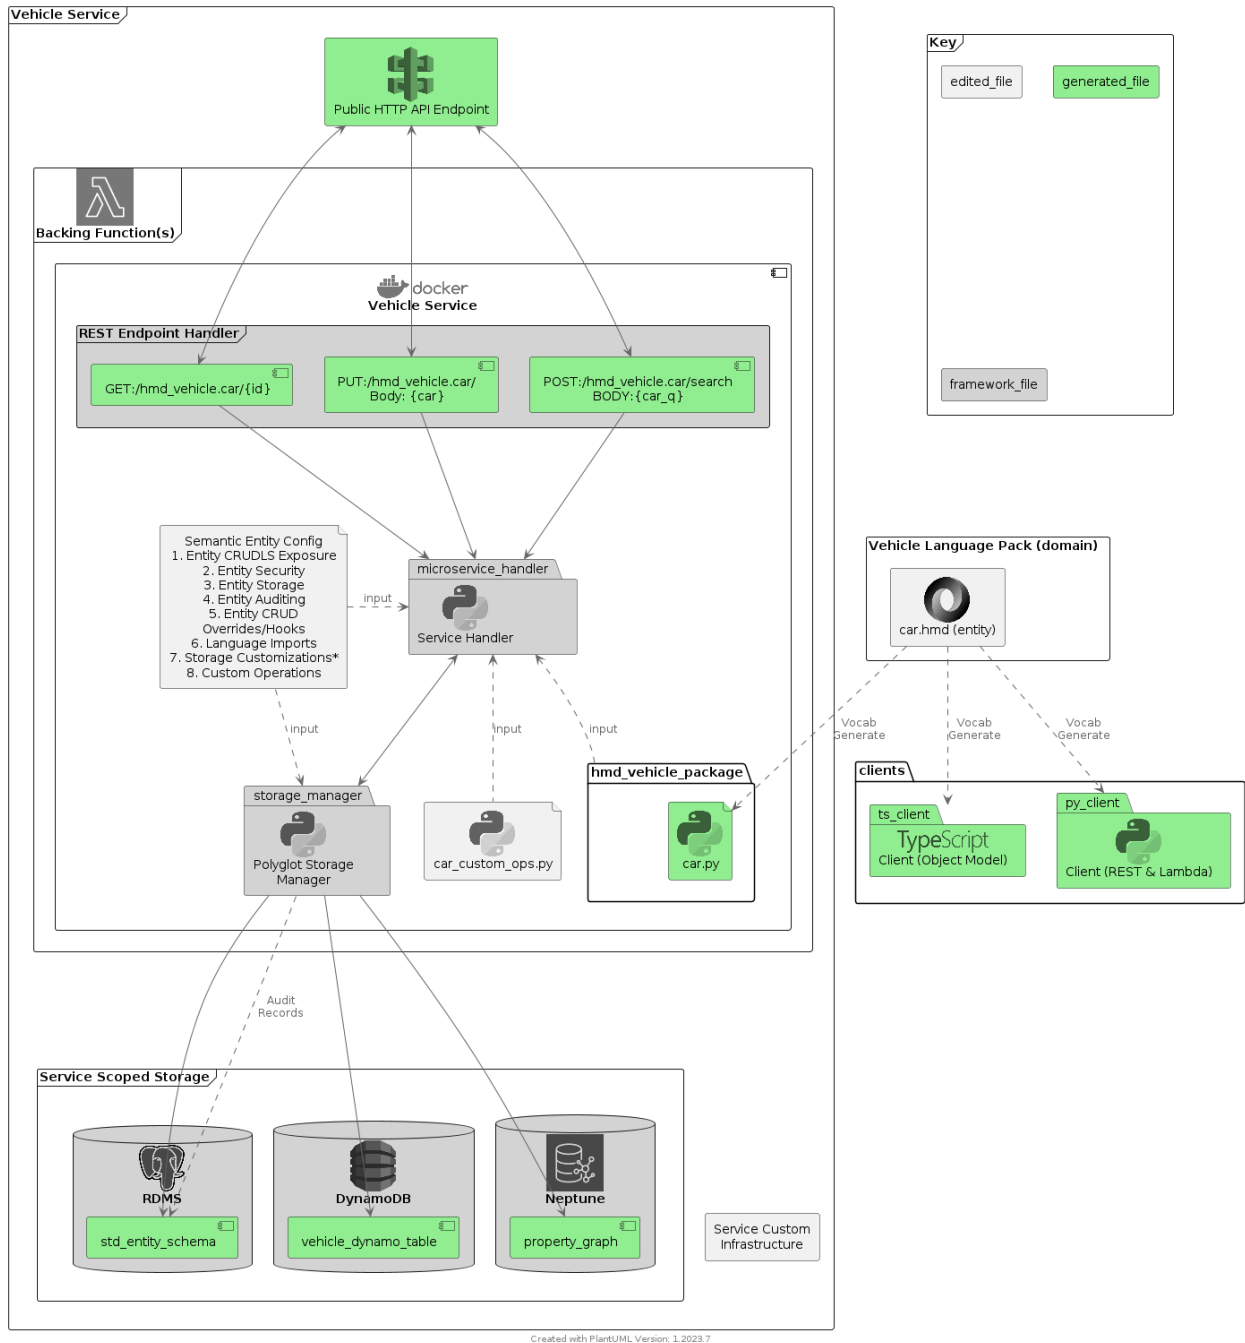 Vehicle Service
Public HTTP API Endpoint
Key
edited_file
generated_file
framework_file
Backing Function(s)
docker
Vehicle Service
REST Endpoint Handler
GET:/hmd_vehicle.car/{id}
PUT:/hmd_vehicle.car/
Body: {car}
POST:/hmd_vehicle.car/search
BODY:{car_q}
Semantic Entity Config
1. Entity CRUDLS Exposure
2. Entity Security
3. Entity Storage
4. Entity Auditing
5. Entity CRUD
Overrides/Hooks
6. Language Imports
7. Storage Customizations*
8. Custom Operations
input
microservice_handler
Service Handler
Vehicle Language Pack (domain)
car.hmd (entity)
input
input
input
Vocab
Generate
Vocab
Generate
Vocab
Generate
storage_manager
Polyglot Storage
Manager
car_custom_ops.py
hmd_vehicle_package
car.py
clients
ts_client
TypeScript
Client (Object Model)
py_client
Client (REST & Lambda)
Audit
Records
Service Scoped Storage
RDMS
std_entity_schema
DynamoDB
vehicle_dynamo_table
Neptune
property_graph
Service Custom
Infrastructure
Created with PlantUML Version: 1.2023.7